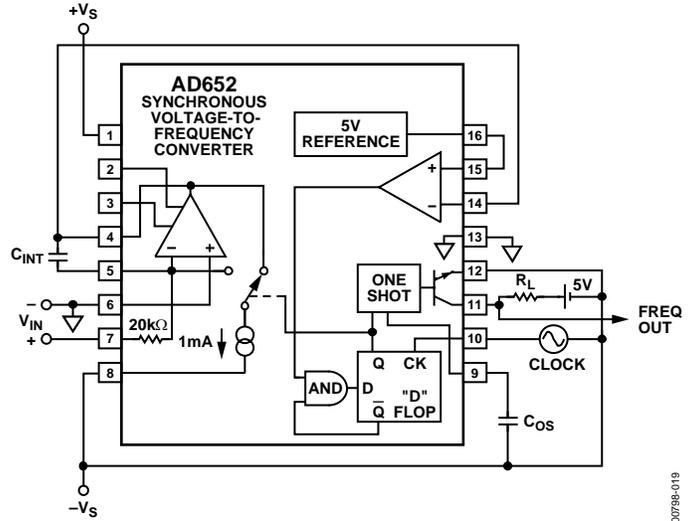 +VS
AD652
SYNCHRONOUS
VOLTAGE-TO-
FREQUENCY
CONVERTER
5V
REFERENCE
1
2
3
4
5
6
7
8
16
15
14
13
12
11
10
9
+
–
–
+
CINT
–
VIN
+
20kΩ
1mA
ONE
SHOT
RL
5V
FREQ
OUT
CLOCK
Q
CK
AND
D
"D"
FLOP
Q̅
COS
–VS
00798-019